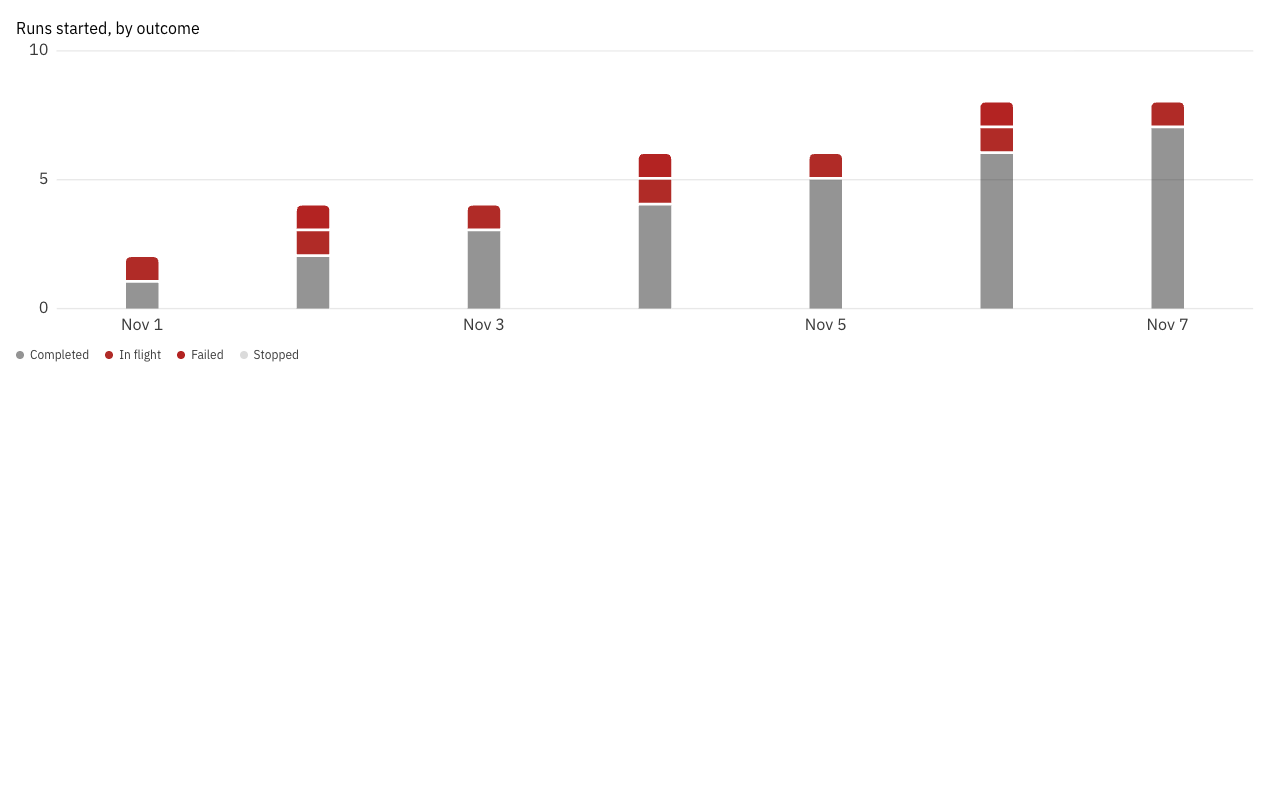 Runs started, by outcome
10
5
0
Nov 1 Nov 3 Nov 5 Nov 7
Completed In flight Failed Stopped